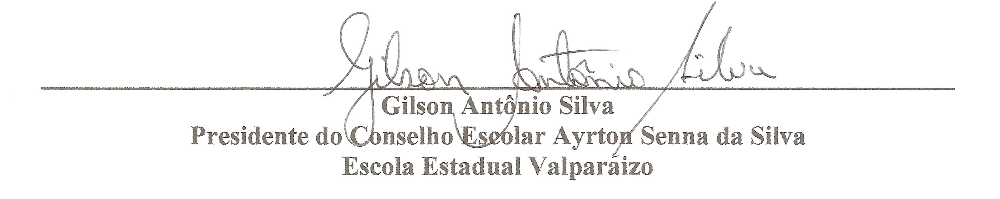 Gilson Antônio Silva
Gilson Antônio Silva
Presidente do Conselho Escolar Ayrton Senna da Silva
Escola Estadual Valparaizo